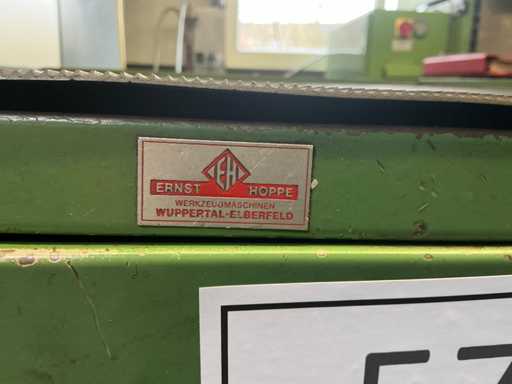 EH
ERNST HOPPE
WERKZEUGMASCHINEN
WUPPERTAL-ELBERFELD